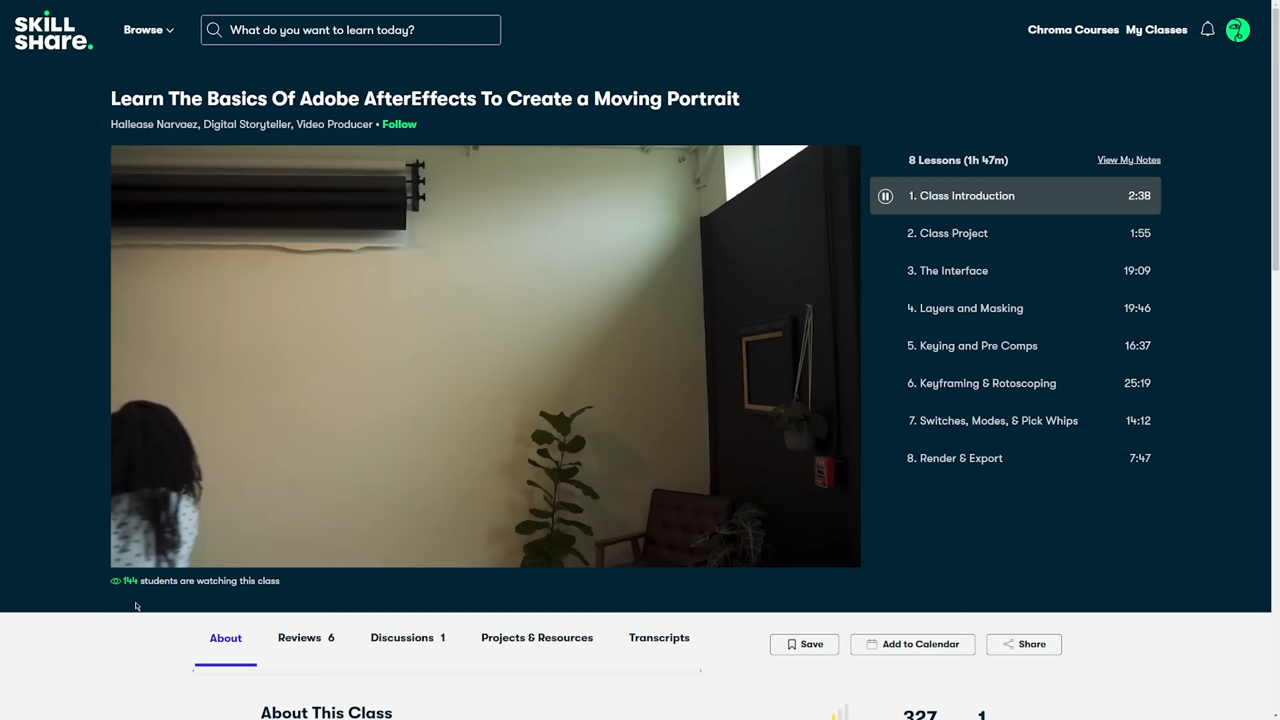 SKILL
SHARE.
Browse
What do you want to learn today?
Chroma Courses
My Classes
Learn The Basics Of Adobe AfterEffects To Create a Moving Portrait
Hallease Narvaez, Digital Storyteller, Video Producer • Follow
8 Lessons (1h 47m)
View My Notes
1. Class Introduction 2:38
2. Class Project 1:55
3. The Interface 19:09
4. Layers and Masking 19:46
5. Keying and Pre Comps 16:37
6. Keyframing & Rotoscoping 25:19
7. Switches, Modes, & Pick Whips 14:12
8. Render & Export 7:47
144 students are watching this class
About
Reviews 6
Discussions 1
Projects & Resources
Transcripts
Save
Add to Calendar
Share
About This Class
327
1